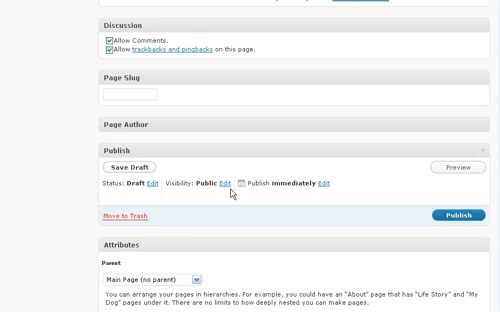 Discussion
Allow Comments.
Allow trackbacks and pingbacks on this page.
Page Slug
Page Author
Publish
Save Draft
Preview
Status: Draft Edit Visibility: Public Edit Publish immediately Edit
Move to Trash
Publish
Attributes
Parent
Main Page (no parent)
You can arrange your pages in hierarchies. For example, you could have an "About" page that has "Life Story" and "My
Dog" pages under it. There are no limits to how deeply nested you can make pages.